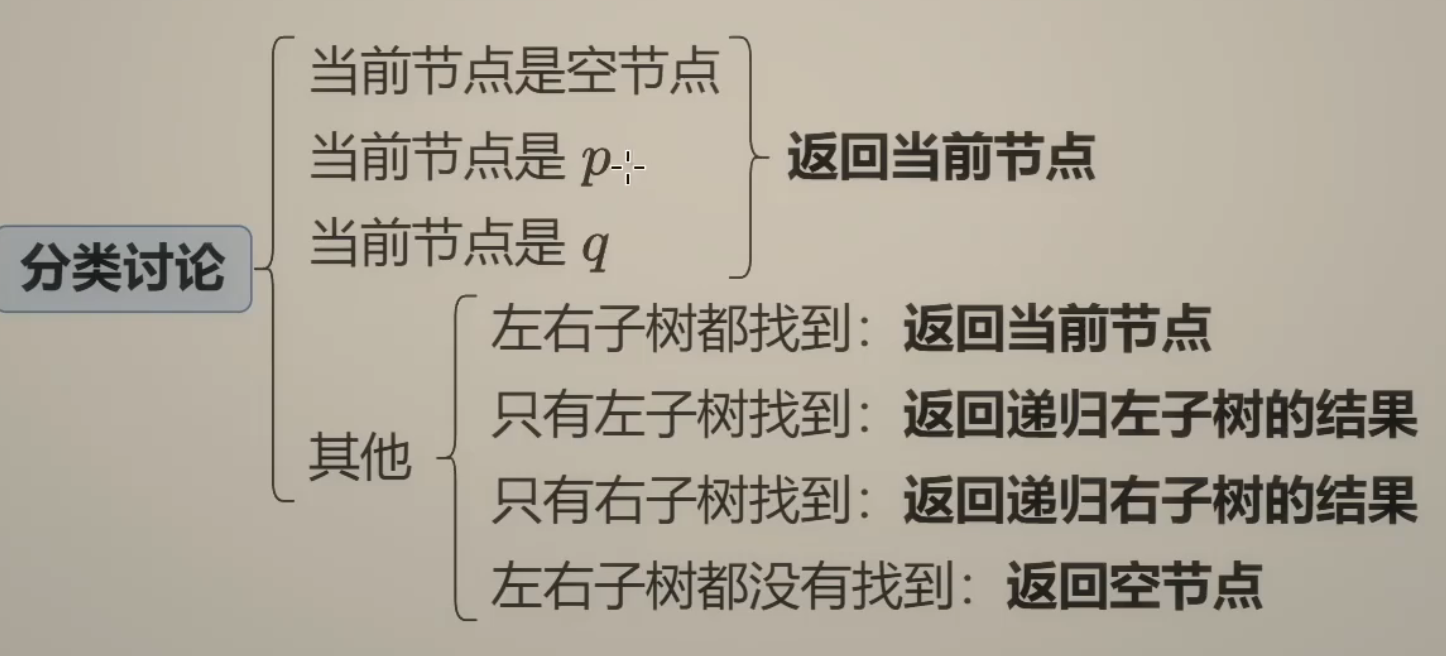 当前节点是空节点
当前节点是 p
返回当前节点
当前节点是 q
分类讨论
左右子树都找到：返回当前节点
只有左子树找到：返回递归左子树的结果
其他
只有右子树找到：返回递归右子树的结果
左右子树都没有找到：返回空节点